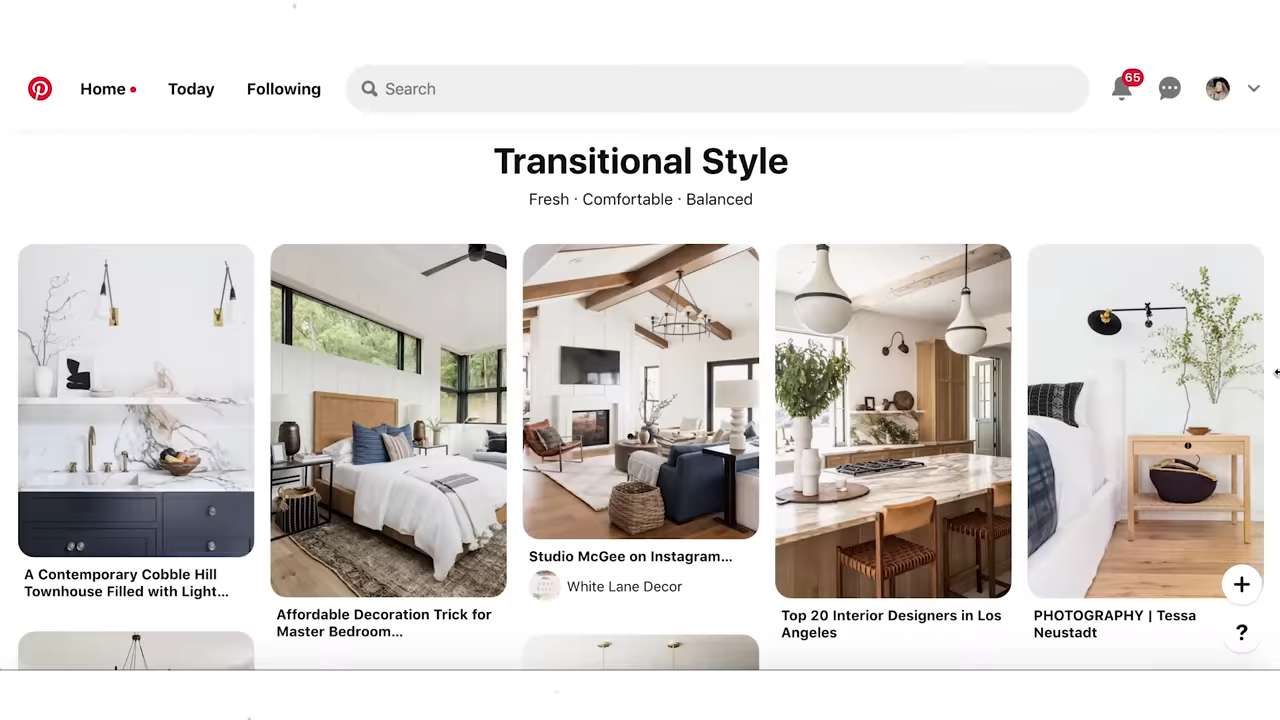 Home
Today
Following
Search
65
Transitional Style
Fresh · Comfortable · Balanced
A Contemporary Cobble Hill
Townhouse Filled with Light...
Affordable Decoration Trick for
Master Bedroom...
Studio McGee on Instagram...
White Lane Decor
Top 20 Interior Designers in Los
Angeles
PHOTOGRAPHY | Tessa
Neustadt
+
?